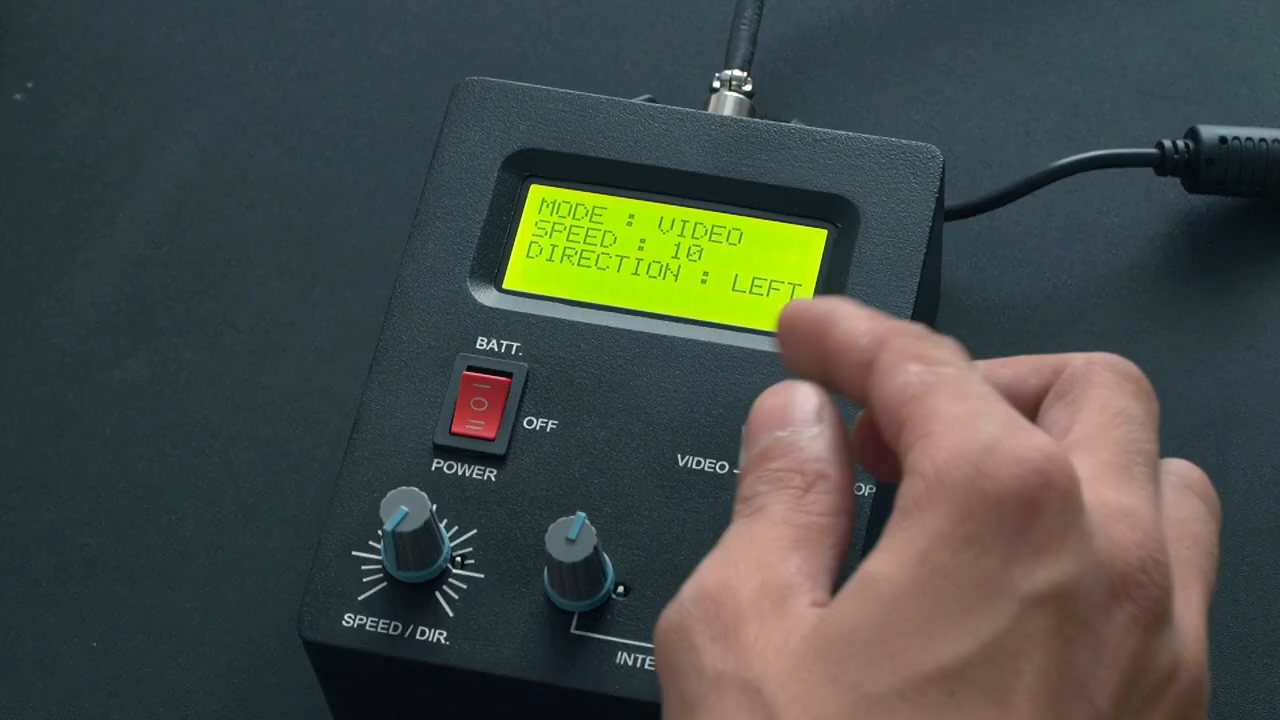 MODE : VIDEO
SPEED : 10
DIRECTION : LEFT
BATT.
OFF
POWER
VIDEO
SPEED / DIR.